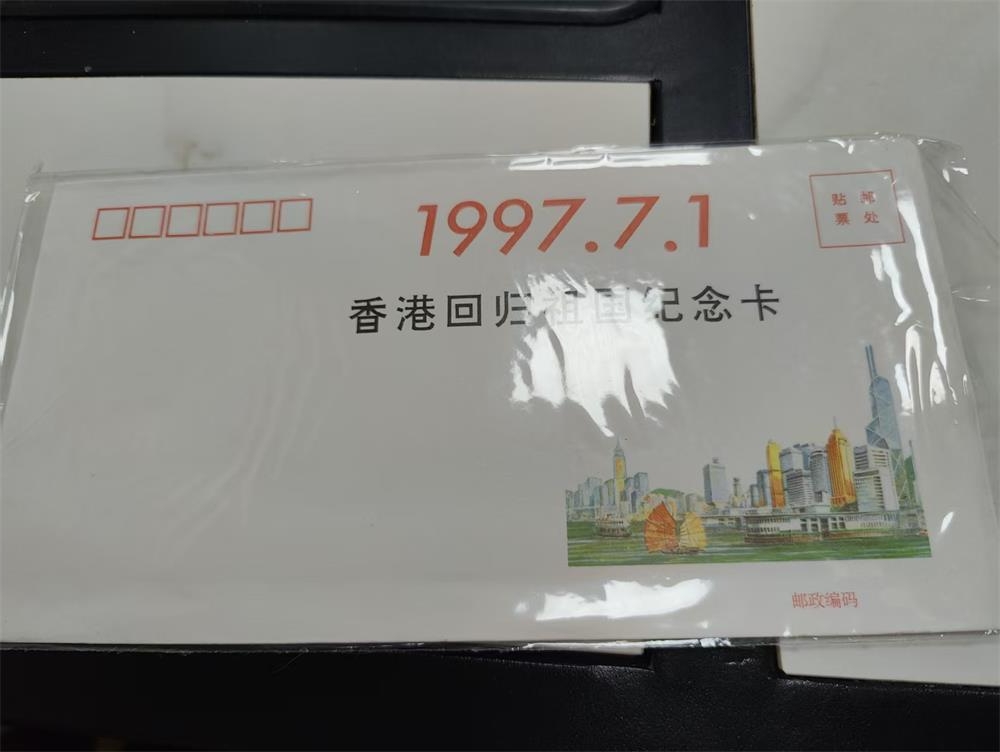 1997.7.1
贴 邮
票 处
香港回归祖国纪念卡
邮政编码